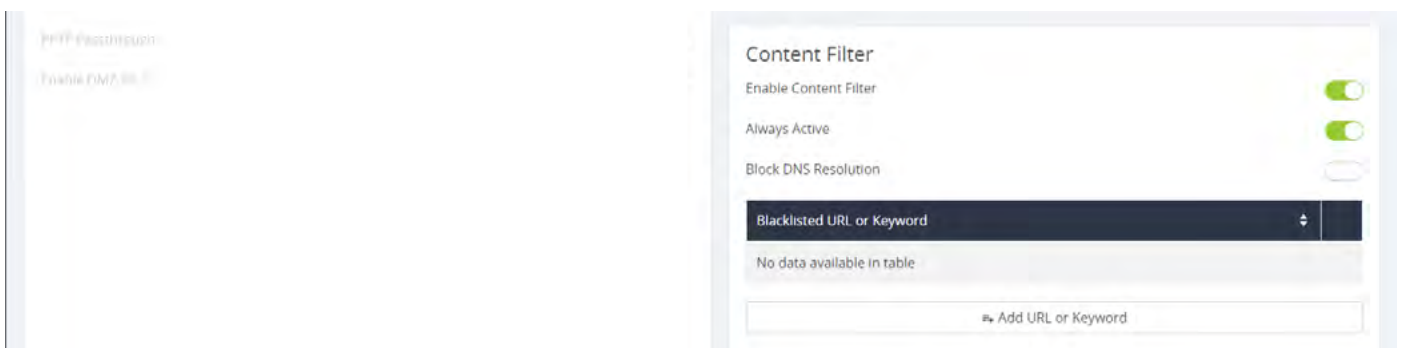 Content Filter
Enable Content Filter
Always Active
Block DNS Resolution
Blacklisted URL or Keyword
No data available in table
Add URL or Keyword